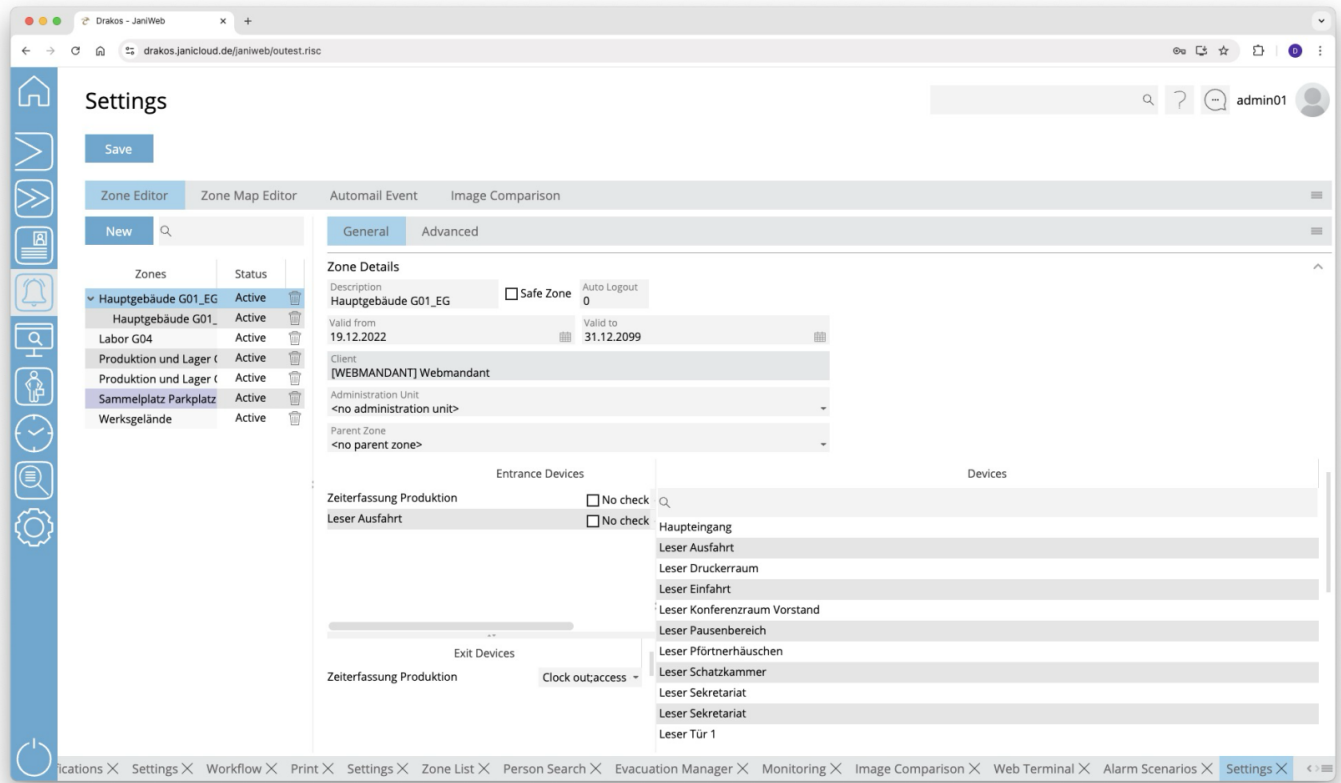 Drakos – JaniWeb
drakos.janicloud.de/janiweb/outest.risc
D
Settings
admin01
Save
Zone Editor Zone Map Editor Automail Event Image Comparison
New
General Advanced
Zones Status
Hauptgebäude G01_EG Active
Hauptgebäude G01_ Active
Labor G04 Active
Produktion und Lager ( Active
Produktion und Lager ( Active
Sammelplatz Parkplatz Active
Werksgelände Active
Zone Details
Description
Hauptgebäude G01_EG
Safe Zone
Auto Logout
0
Valid from
19.12.2022
Valid to
31.12.2099
Client
[WEBMANDANT] Webmandant
Administration Unit
<no administration unit>
Parent Zone
<no parent zone>
Entrance Devices
Zeiterfassung Produktion No check
Leser Ausfahrt No check
Exit Devices
Zeiterfassung Produktion Clock out;access
Devices
Haupteingang
Leser Ausfahrt
Leser Druckerraum
Leser Einfahrt
Leser Konferenzraum Vorstand
Leser Pausenbereich
Leser Pförtnerhäuschen
Leser Schatzkammer
Leser Sekretariat
Leser Sekretariat
Leser Tür 1
ications Settings Workflow Print Settings Zone List Person Search Evacuation Manager Monitoring Image Comparison Web Terminal Alarm Scenarios Settings